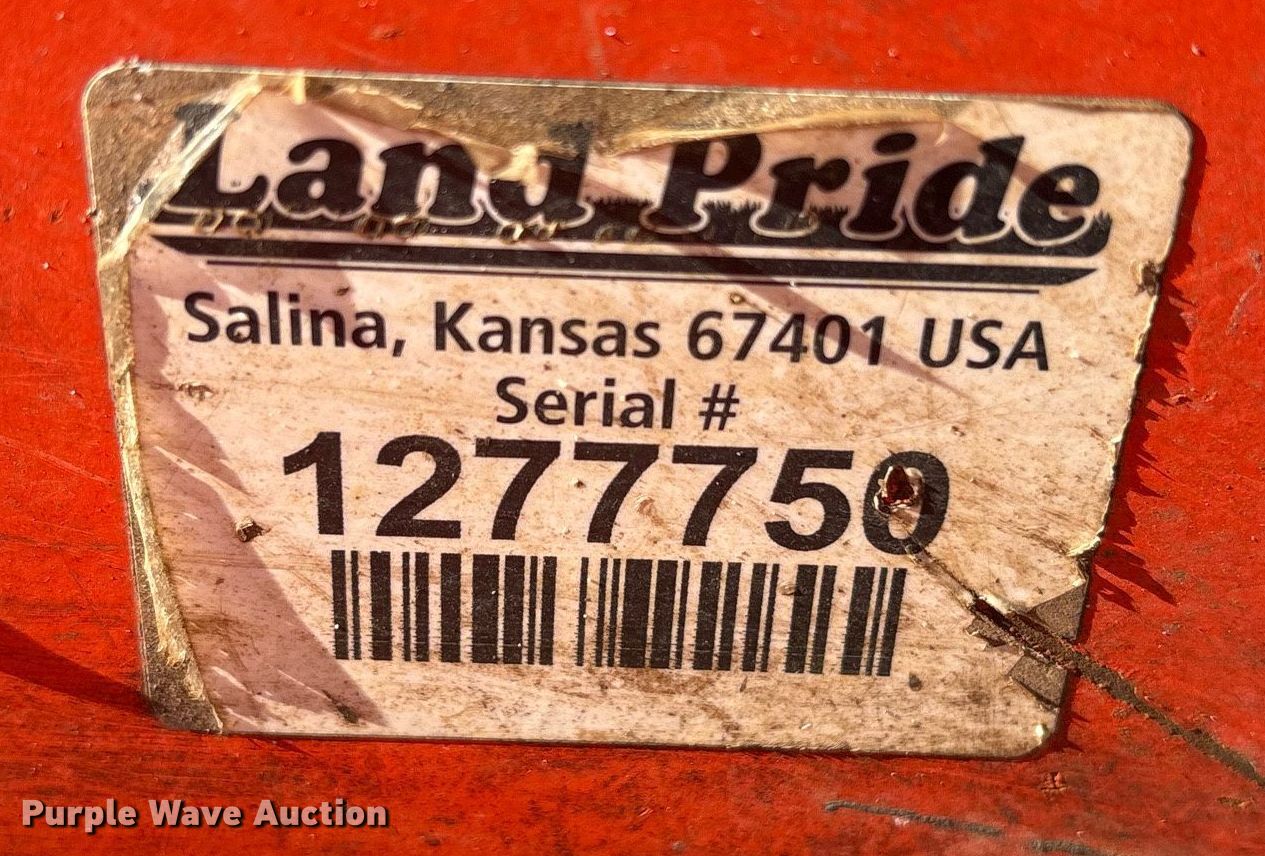 Land Pride
Salina, Kansas 67401 USA
Serial #
1277750
Purple Wave Auction